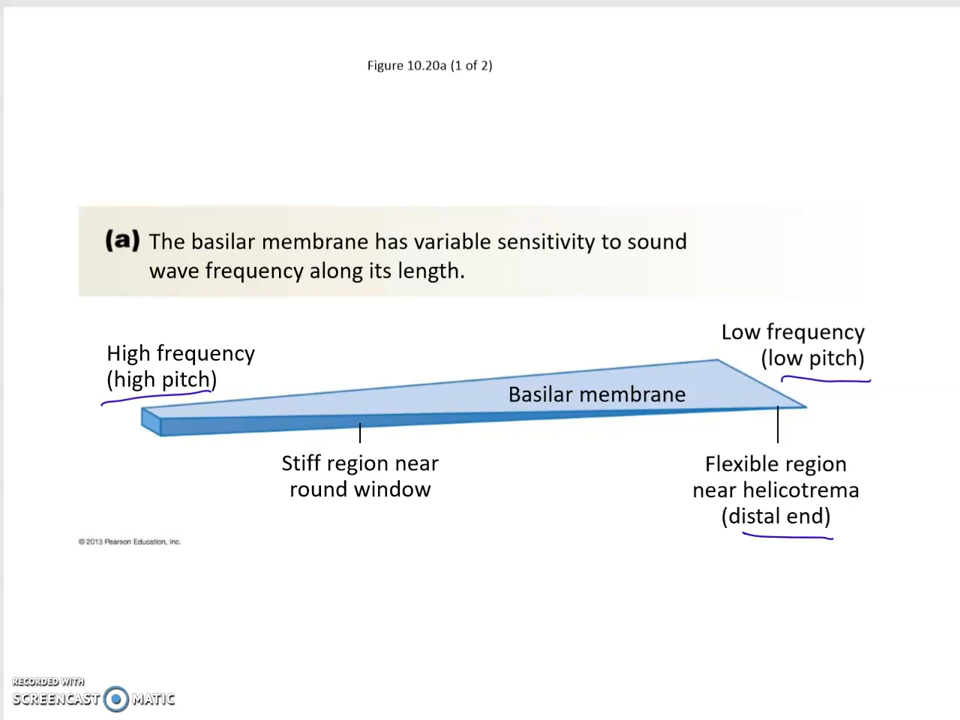 Figure 10.20a (1 of 2)
(a) The basilar membrane has variable sensitivity to sound
wave frequency along its length.
High frequency
(high pitch)
Low frequency
(low pitch)
Basilar membrane
Stiff region near
round window
Flexible region
near helicotrema
(distal end)
© 2013 Pearson Education, Inc.
RECORDED WITH
SCREENCAST MATIC